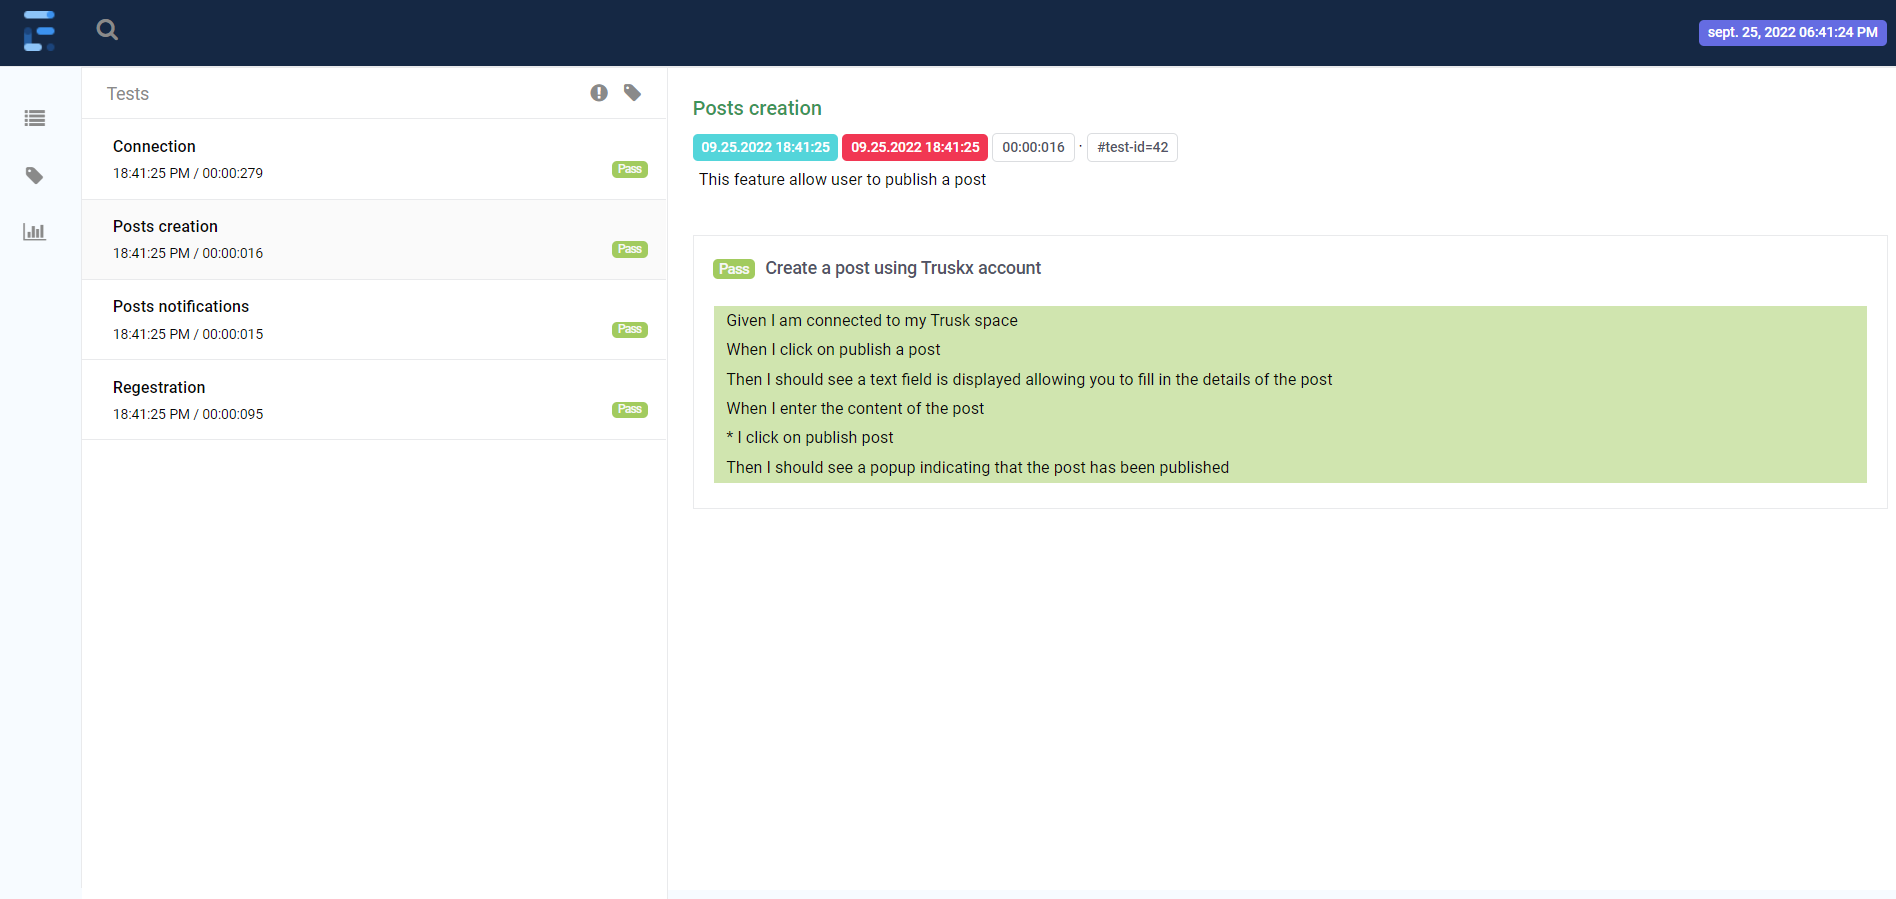 sept. 25, 2022 06:41:24 PM
Tests
Connection
18:41:25 PM / 00:00:279
Pass
Posts creation
18:41:25 PM / 00:00:016
Pass
Posts notifications
18:41:25 PM / 00:00:015
Pass
Regestration
18:41:25 PM / 00:00:095
Pass
Posts creation
09.25.2022 18:41:25 09.25.2022 18:41:25 00:00:016 · #test-id=42
This feature allow user to publish a post
Pass Create a post using Truskx account
Given I am connected to my Trusk space
When I click on publish a post
Then I should see a text field is displayed allowing you to fill in the details of the post
When I enter the content of the post
* I click on publish post
Then I should see a popup indicating that the post has been published